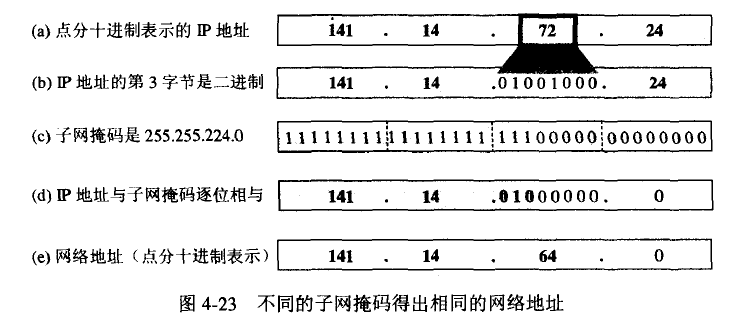 (a) 点分十进制表示的 IP 地址 141 . 14 . 72 . 24
(b) IP 地址的第 3 字节是二进制 141 . 14 .01001000. 24
(c) 子网掩码是 255.255.224.0 11111111 11111111 11100000 00000000
(d) IP 地址与子网掩码逐位相与 141 . 14 .01000000. 0
(e) 网络地址（点分十进制表示） 141 . 14 . 64 . 0
图 4-23 不同的子网掩码得出相同的网络地址